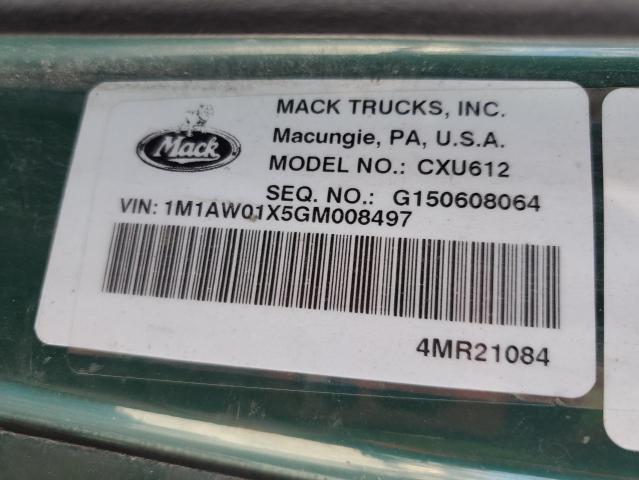 Mack
MACK TRUCKS, INC.
Macungie, PA, U.S.A.
MODEL NO.: CXU612
SEQ. NO.: G150608064
VIN: 1M1AW01X5GM008497
4MR21084